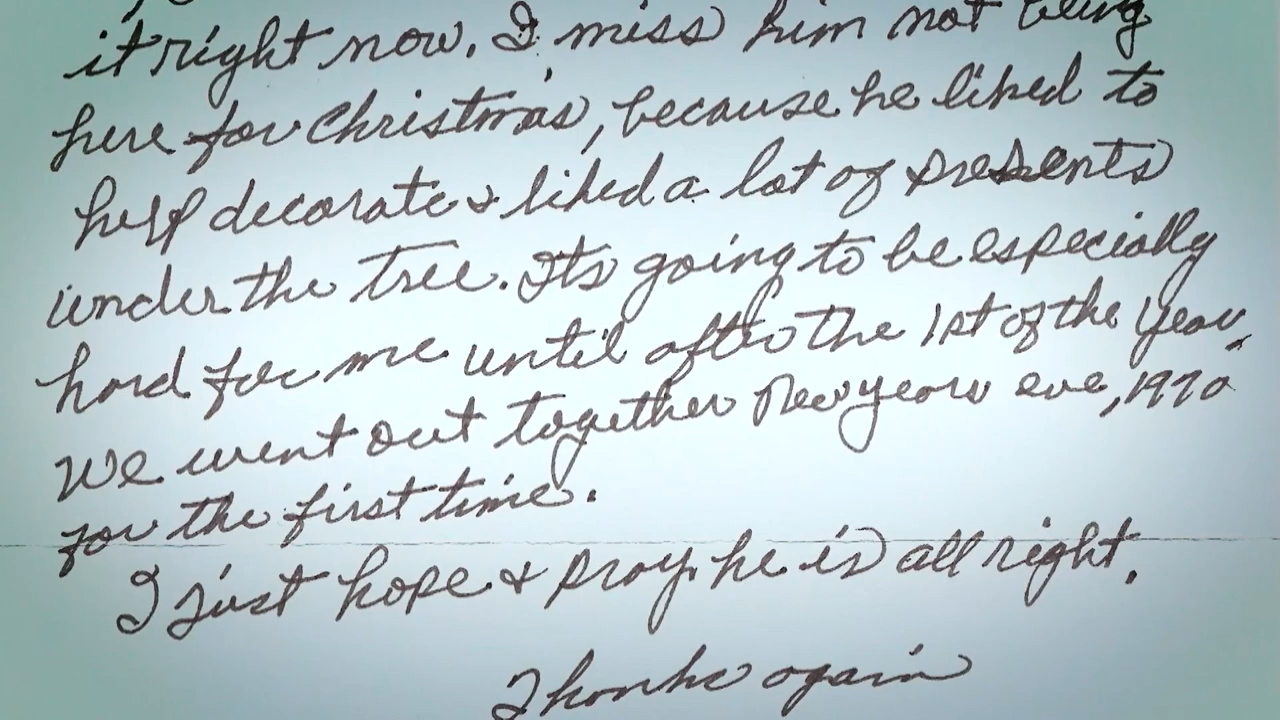 it right now. I miss him not being
here for Christmas, because he liked to
help decorate & liked a lot of presents
under the tree. Its going to be especially
hard for me until after the 1st of the year,
We went out together New years eve, 1970
for the first time.
I just hope & pray he is all right.
Thanks again